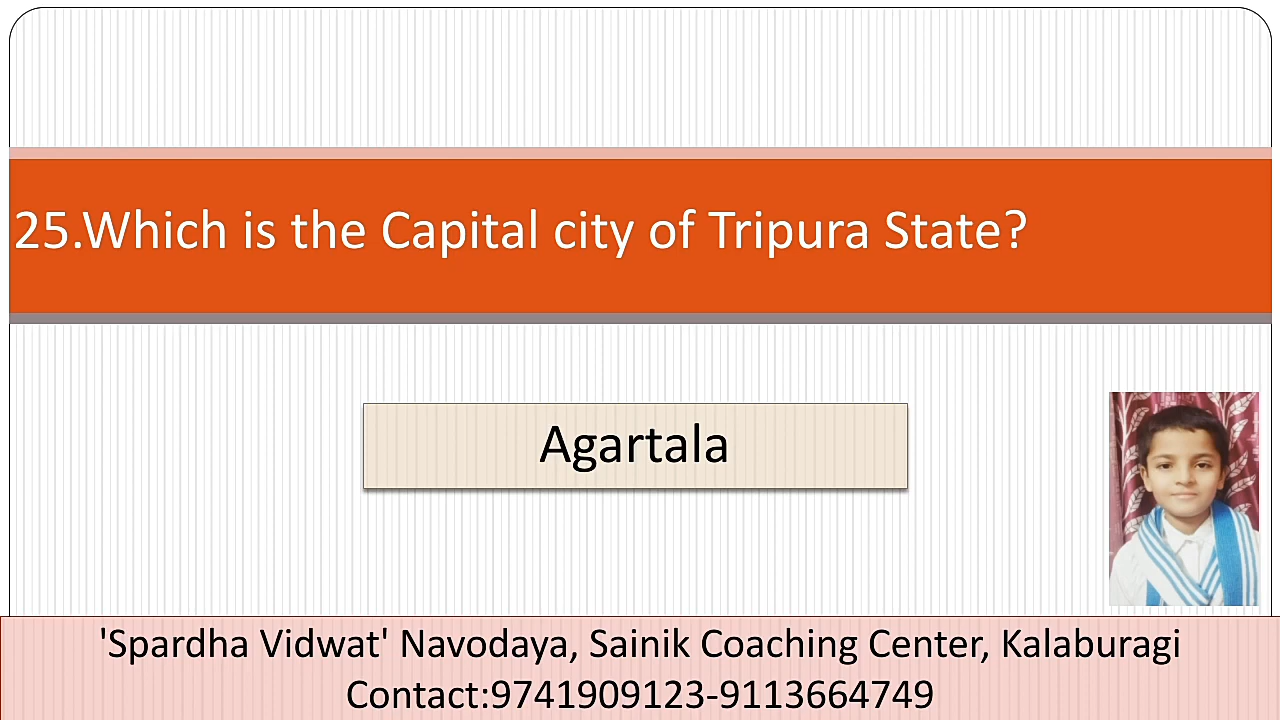 25.Which is the Capital city of Tripura State?
Agartala
'Spardha Vidwat' Navodaya, Sainik Coaching Center, Kalaburagi
Contact:9741909123-9113664749